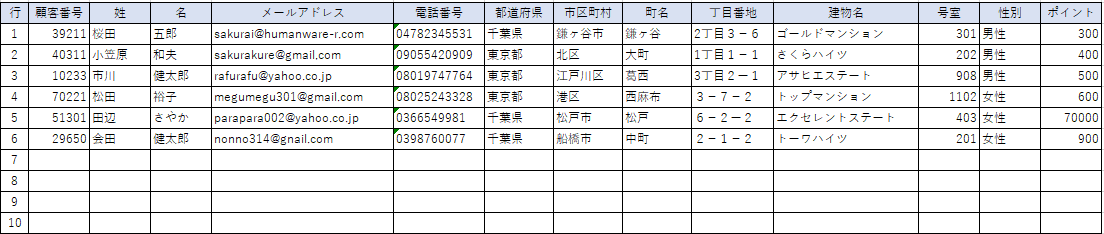 行 顧客番号 姓 名 メールアドレス 電話番号 都道府県 市区町村 町名 丁目番地 建物名 号室 性別 ポイント
1 39211 桜田 五郎 sakurai@humanware-r.com 04782345531 千葉県 鎌ヶ谷市 鎌ヶ谷 2丁目3－6 ゴールドマンション 301 男性 300
2 40311 小笠原 和夫 sakurakure@gmail.com 09055420909 東京都 北区 大町 1丁目1－1 さくらハイツ 202 男性 400
3 10233 市川 健太郎 rafurafu@yahoo.co.jp 08019747764 東京都 江戸川区 葛西 3丁目2－1 アサヒエステート 908 男性 500
4 70221 松田 裕子 megumegu301@gmail.com 08025243328 東京都 港区 西麻布 3－7－2 トップマンション 1102 女性 600
5 51301 田辺 さやか parapara002@yahoo.co.jp 0366549981 千葉県 松戸市 松戸 6－2－2 エクセレントステート 403 女性 70000
6 29650 会田 健太郎 nonno314@gnail.com 0398760077 千葉県 船橋市 中町 2－1－2 トーワハイツ 201 女性 900
7
8
9
10